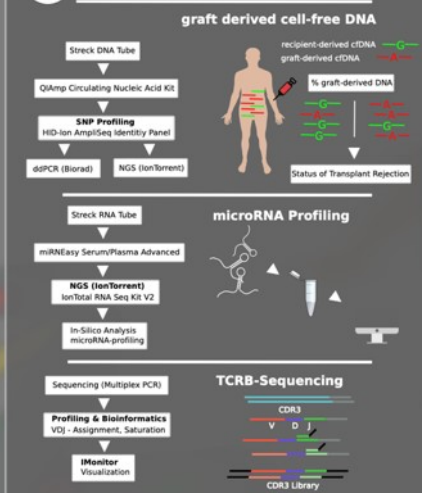 graft derived cell-free DNA
Streck DNA Tube
QIAmp Circulating Nucleic Acid Kit
SNP Profiling
HID-Ion AmpliSeq Identitiy Panel
ddPCR (Biorad)
NGS (IonTorrent)
recipient-derived cfDNA
G
graft-derived cfDNA
A
% graft-derived DNA
G
A
G
G
A
A
G
A
Status of Transplant Rejection
microRNA Profiling
Streck RNA Tube
miRNEasy Serum/Plasma Advanced
NGS (IonTorrent)
IonTotal RNA Seq Kit V2
In-Silico Analysis
microRNA-profiling
TCRB-Sequencing
Sequencing (Multiplex PCR)
Profiling & Bioinformatics
VDJ - Assignment, Saturation
IMonitor
Visualization
CDR3
V D J
CDR3 Library